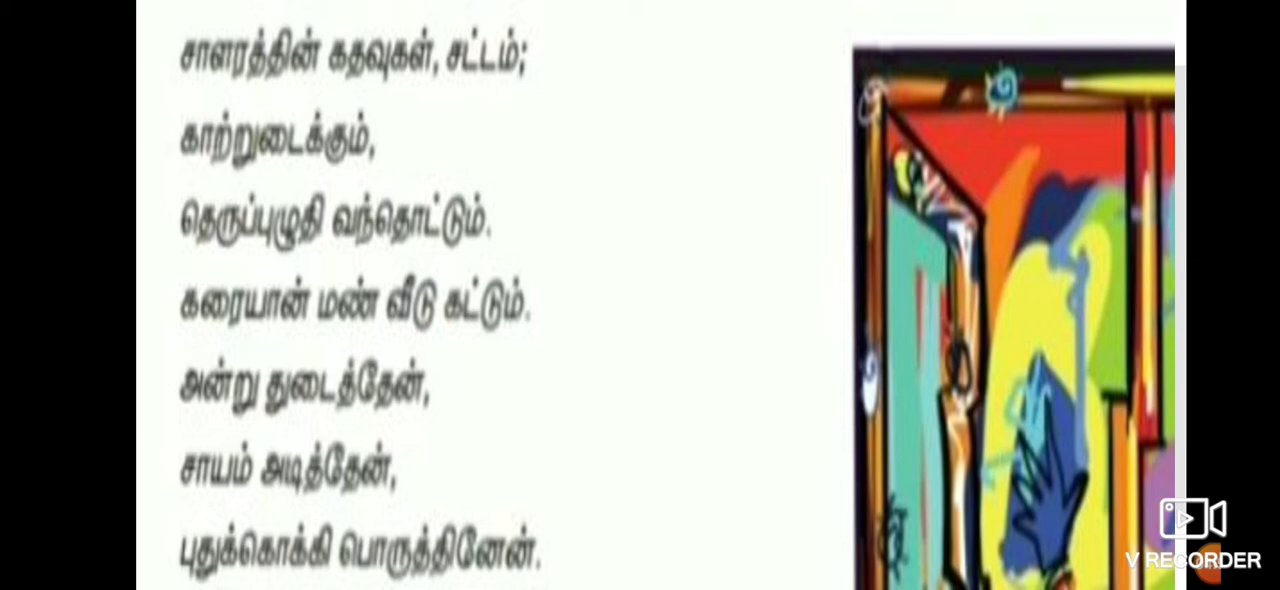 சாளரத்தின் கதவுகள், சட்டம்;
காற்றுடைக்கும்,
தெருப்புழுதி வந்தொட்டும்.
கரையான் மண் வீடு கட்டும்.
அன்று துடைத்தேன்,
சாயம் அடித்தேன்,
புதுக்கொக்கி பொருத்தினேன்.
V RECORDER